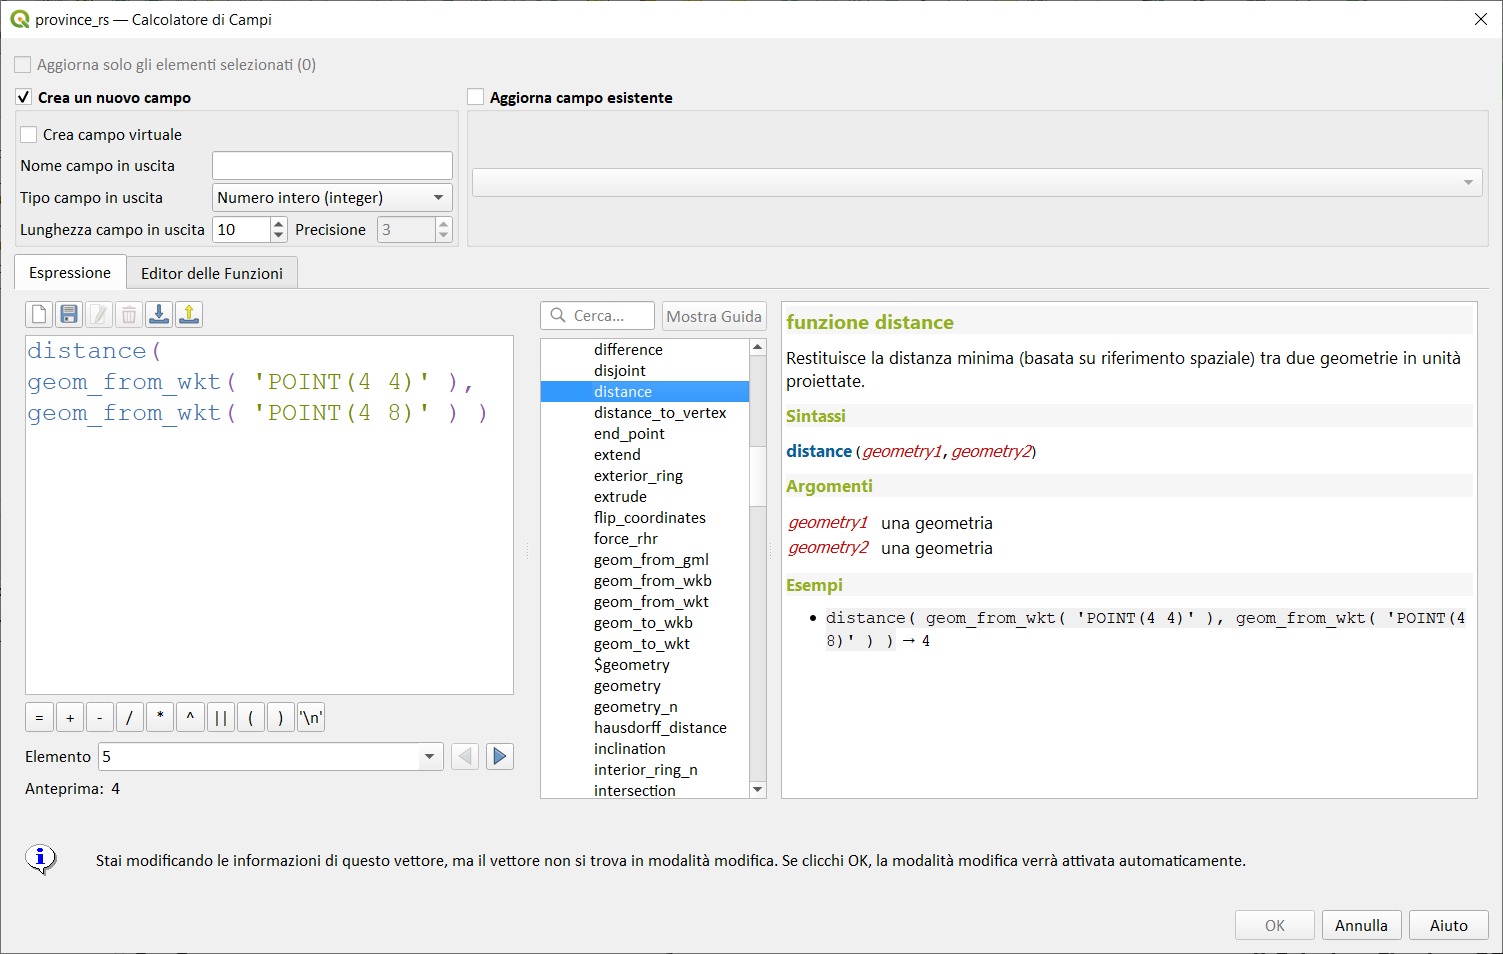 province_rs — Calcolatore di Campi
Aggiorna solo gli elementi selezionati (0)
Crea un nuovo campo
Aggiorna campo esistente
Crea campo virtuale
Nome campo in uscita
Tipo campo in uscita Numero intero (integer)
Lunghezza campo in uscita 10 Precisione 3
Espressione Editor delle Funzioni
Cerca... Mostra Guida
distance(
geom_from_wkt( 'POINT(4 4)' ),
geom_from_wkt( 'POINT(4 8)' ) )
= + - / * ^ || ( ) '\n'
Elemento 5
Anteprima: 4
difference
disjoint
distance
distance_to_vertex
end_point
extend
exterior_ring
extrude
flip_coordinates
force_rhr
geom_from_gml
geom_from_wkb
geom_from_wkt
geom_to_wkb
geom_to_wkt
$geometry
geometry
geometry_n
hausdorff_distance
inclination
interior_ring_n
intersection
funzione distance
Restituisce la distanza minima (basata su riferimento spaziale) tra due geometrie in unità
proiettate.
Sintassi
distance(geometry1,geometry2)
Argomenti
geometry1 una geometria
geometry2 una geometria
Esempi
• distance( geom_from_wkt( 'POINT(4 4)' ), geom_from_wkt( 'POINT(4
8)' ) ) → 4
Stai modificando le informazioni di questo vettore, ma il vettore non si trova in modalità modifica. Se clicchi OK, la modalità modifica verrà attivata automaticamente.
OK Annulla Aiuto